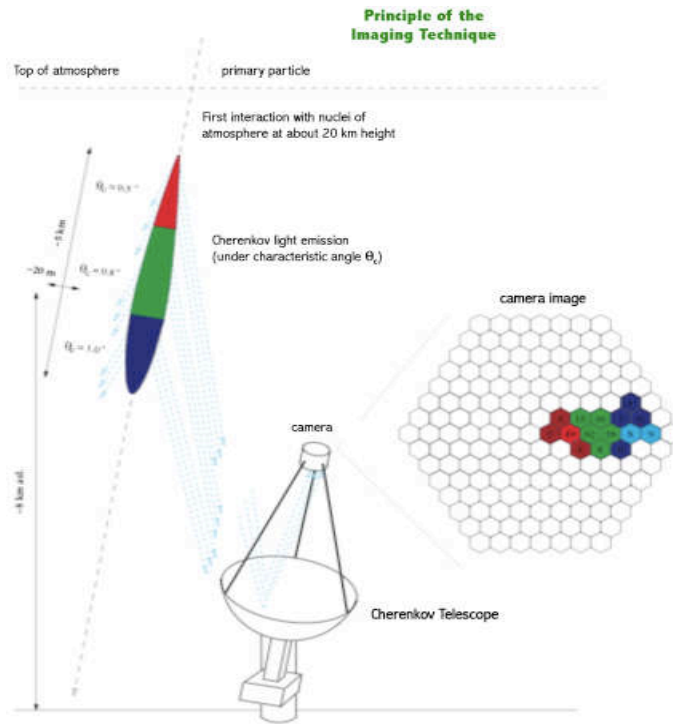 Principle of the
Imaging Technique
Top of atmosphere
primary particle
First interaction with nuclei of
atmosphere at about 20 km height
Cherenkov light emission
(under characteristic angle Θc)
~20 m
camera image
camera
Cherenkov Telescope